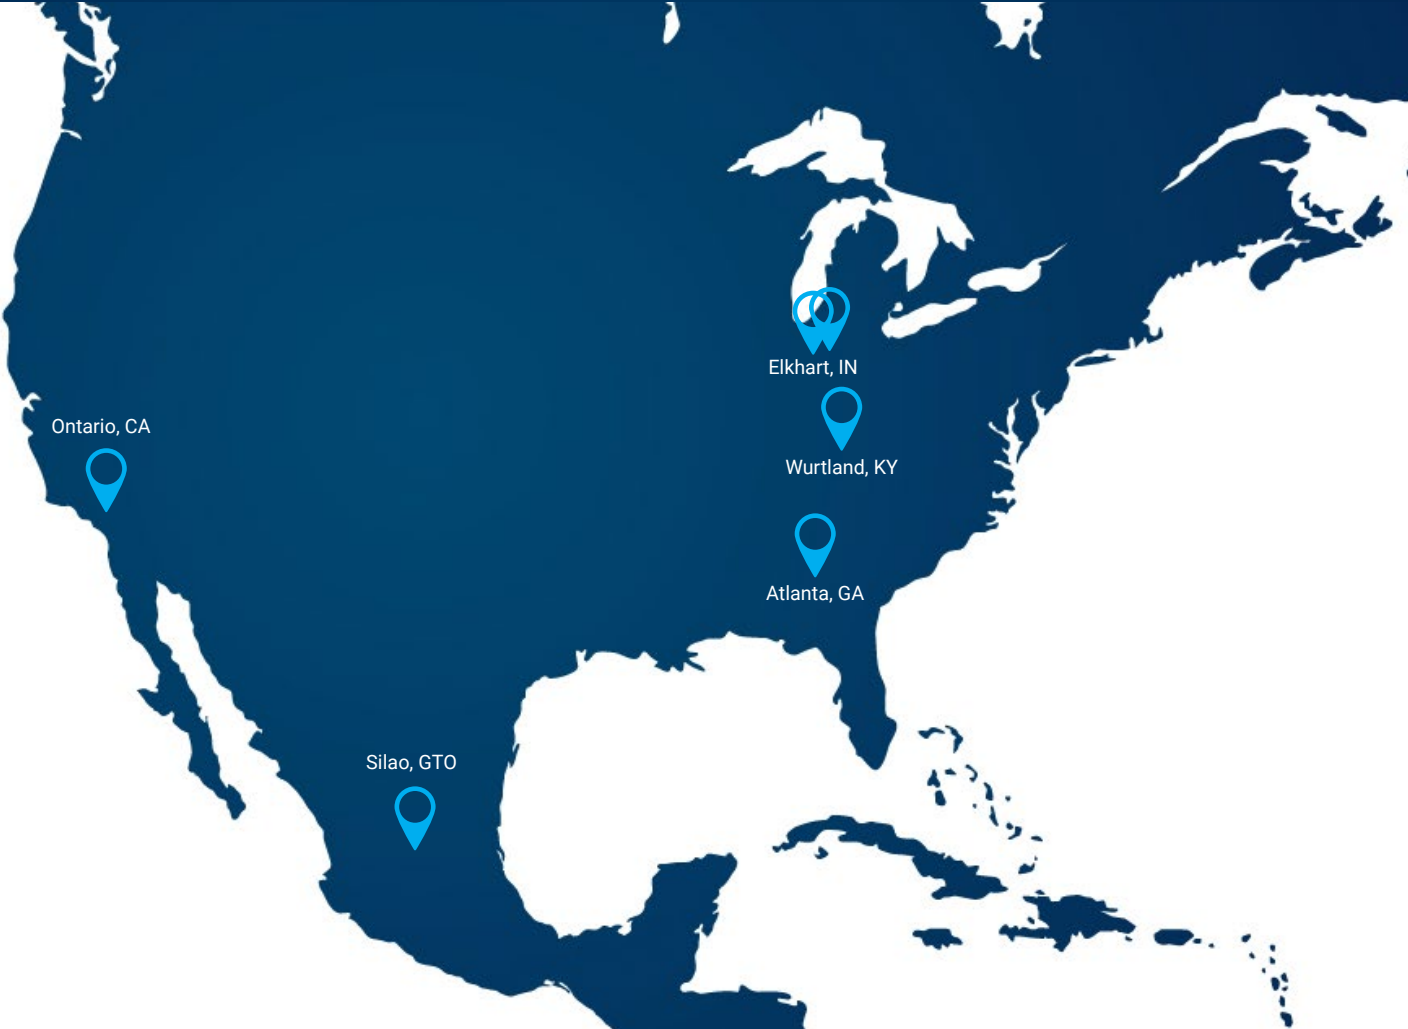 Elkhart, IN
Ontario, CA
Wurtland, KY
Atlanta, GA
Silao, GTO